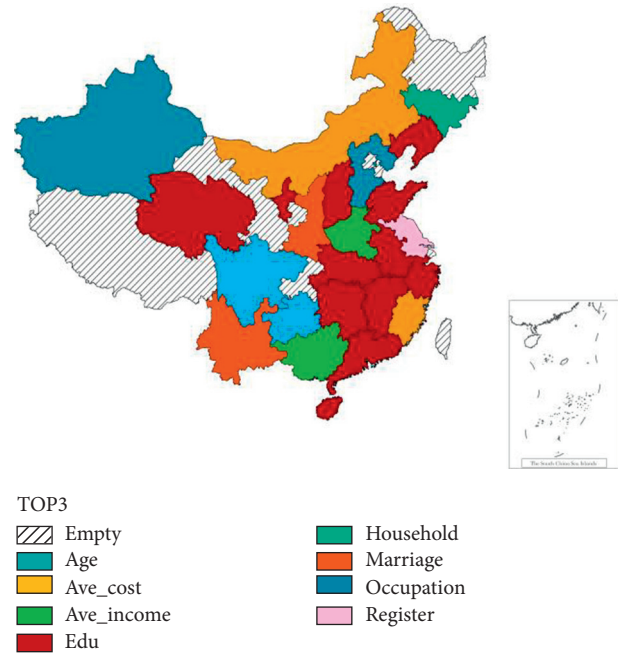 The South China Sea Islands
TOP3
Empty
Age
Ave_cost
Ave_income
Edu
Household
Marriage
Occupation
Register